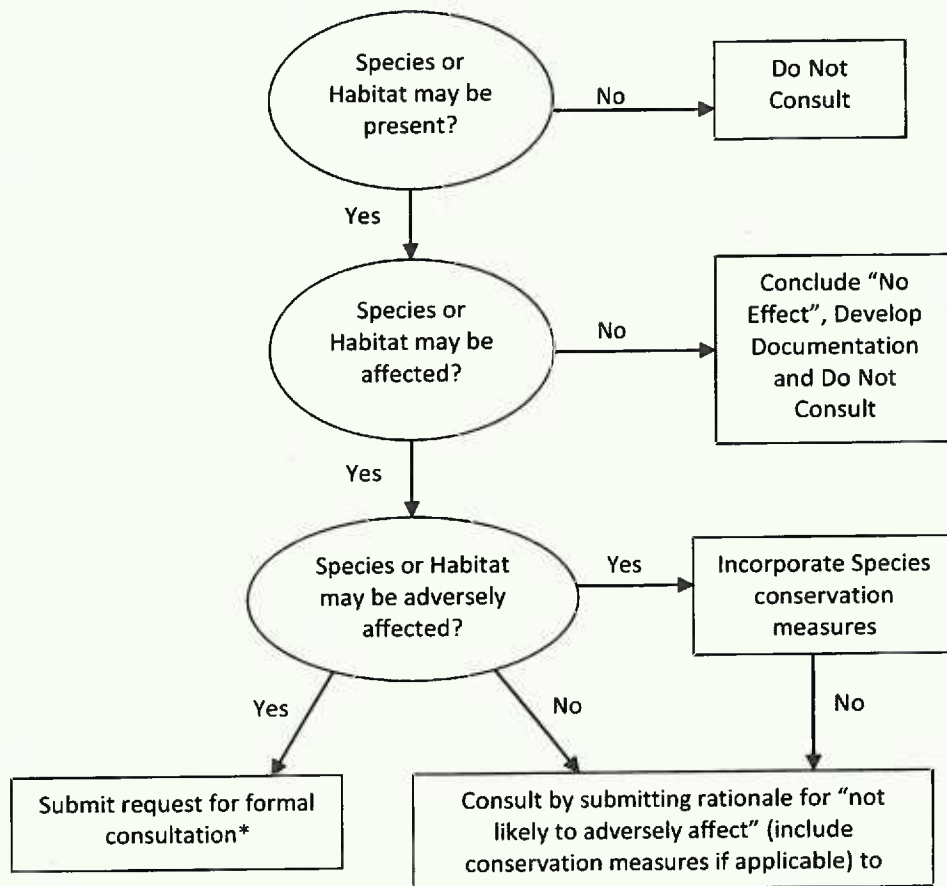 Species or
Habitat may be
present?
No
Do Not
Consult
Yes
Species or
Habitat may be
affected?
No
Conclude “No
Effect”, Develop
Documentation
and Do Not
Consult
Yes
Species or Habitat
may be adversely
affected?
Yes
Incorporate Species
conservation
measures
Yes
No
No
Submit request for formal
consultation*
Consult by submitting rationale for “not
likely to adversely affect” (include
conservation measures if applicable) to